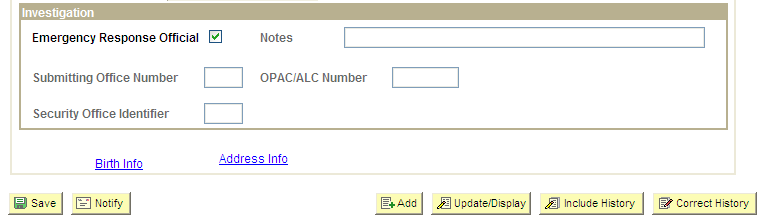 Investigation
Emergency Response Official Notes
Submitting Office Number OPAC/ALC Number
Security Office Identifier
Birth Info Address Info
Save Notify Add Update/Display Include History Correct History